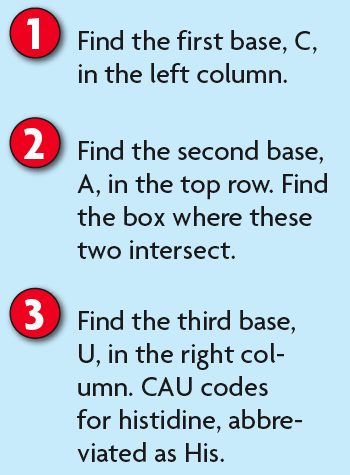 1 Find the first base, C,
in the left column.
2 Find the second base,
A, in the top row. Find
the box where these
two intersect.
3 Find the third base,
U, in the right col-
umn. CAU codes
for histidine, abbre-
viated as His.